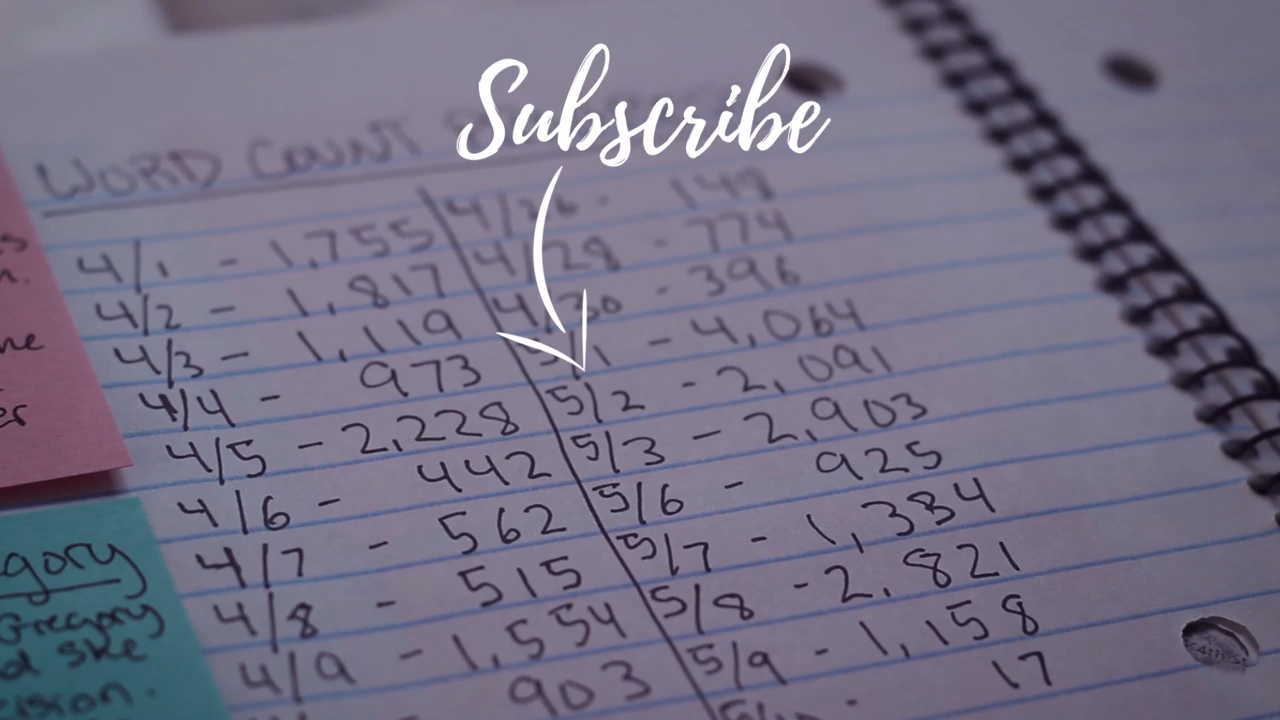 Subscribe
WORD COUNT
4/1 - 1,755
4/2 - 1,817
4/3 - 1,119
4/4 - 973
4/5 - 2,228
4/6 - 442
4/7 - 562
4/8 - 515
4/9 - 1,554
903
4/26 - 148
4/28 - 774
4/30 - 396
5/1 - 4,064
5/2 - 2,091
5/3 - 2,903
5/6 - 925
5/7 - 1,334
5/8 - 2,821
5/9 - 1,158
17
gory
Gregory
she
cision.